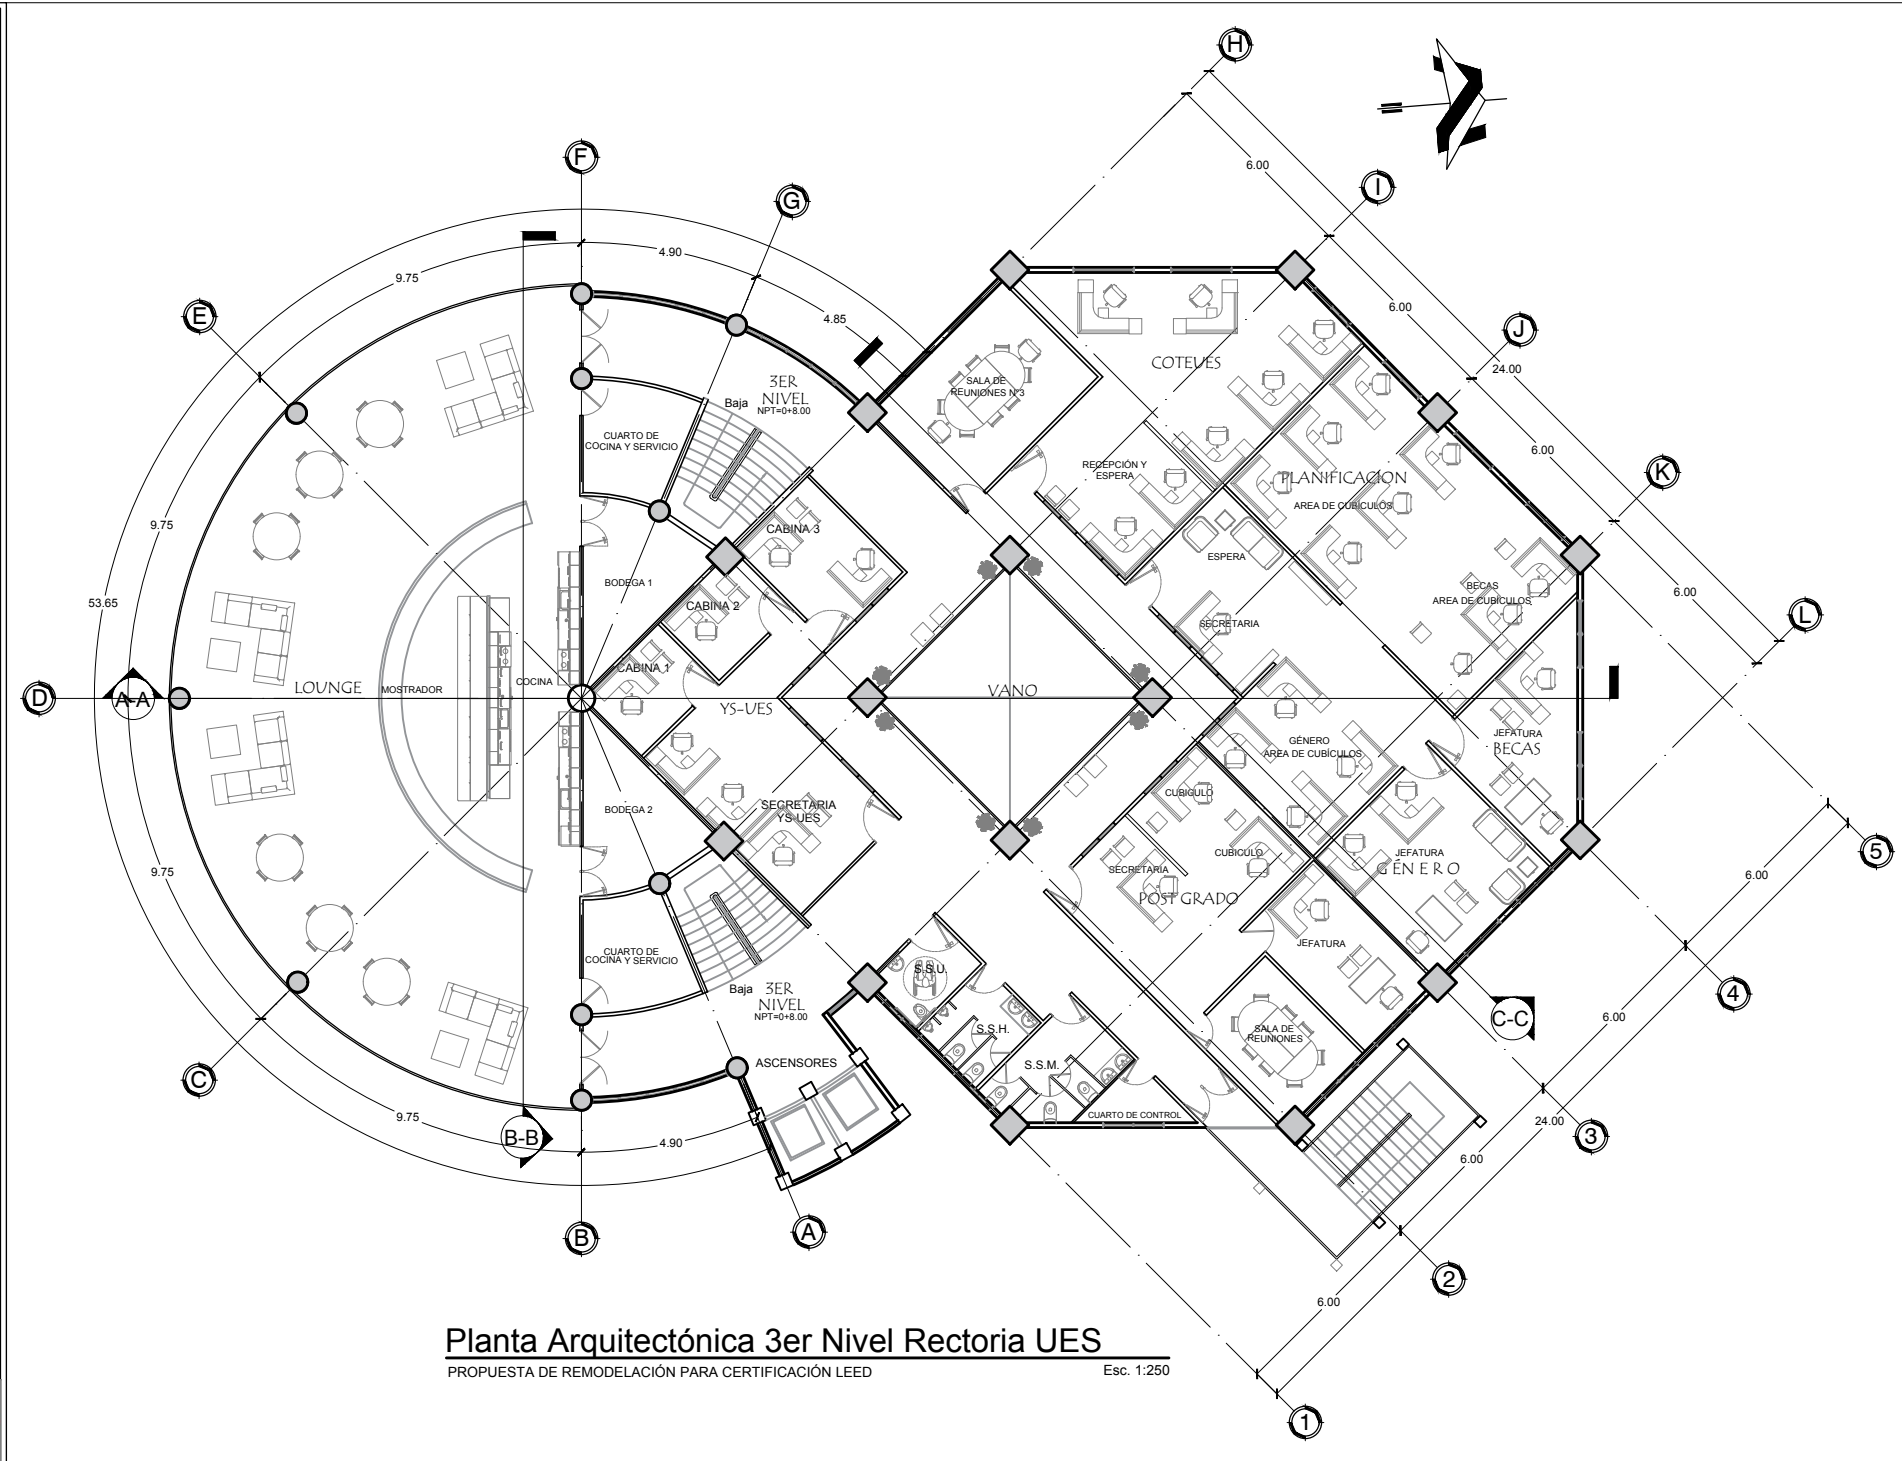 H
6.00
I
F
G
4.90
9.75
6.00
J
E
4.85
24.00
COTEUES
3ER
NIVEL
NPT=0+8.00
SALA DE
REUNIONES Nº3
Baja
CUARTO DE
COCINA Y SERVICIO
6.00
K
RECEPCIÓN Y
ESPERA
PLANIFICACION
AREA DE CUBÍCULOS
9.75
CABINA 3
ESPERA
BODEGA 1
BECAS
AREA DE CUBÍCULOS
6.00
53.65
CABINA 2
L
SECRETARIA
CABINA 1
COCINA
LOUNGE
MOSTRADOR
VANO
D
A-A
YS-UES
JEFATURA
BECAS
GÉNERO
AREA DE CUBÍCULOS
CUBICULO
SECRETARIA
YS-UES
BODEGA 2
5
CUBICULO
JEFATURA
GÉNERO
SECRETARIA
POST GRADO
9.75
6.00
JEFATURA
CUARTO DE
COCINA Y SERVICIO
S.S.U.
Baja
3ER
NIVEL
NPT=0+8.00
4
6.00
C-C
S.S.H.
SALA DE
REUNIONES
ASCENSORES
S.S.M.
C
CUARTO DE CONTROL
9.75
B-B
4.90
24.00
3
6.00
B
A
2
6.00
Planta Arquitectónica 3er Nivel Rectoria UES
PROPUESTA DE REMODELACIÓN PARA CERTIFICACIÓN LEED
Esc. 1:250
1